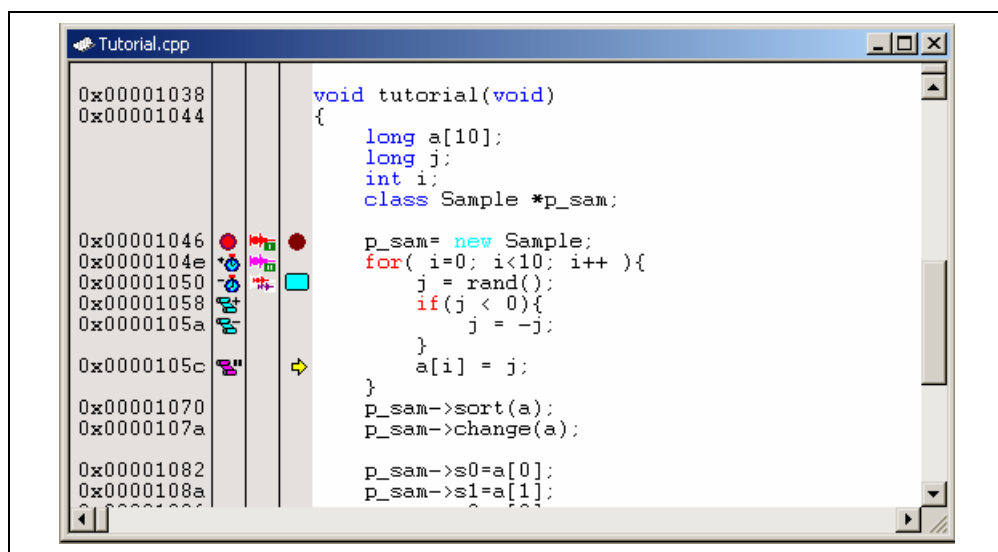 Tutorial.cpp
0x00001038 void tutorial(void)
0x00001044 {
long a[10];
long j;
int i;
class Sample *p_sam;
0x00001046 p_sam= new Sample;
0x0000104e for( i=0; i<10; i++ ){
0x00001050 j = rand();
0x00001058 if(j < 0){
0x0000105a j = -j;
}
0x0000105c a[i] = j;
}
0x00001070 p_sam->sort(a);
0x0000107a p_sam->change(a);
0x00001082 p_sam->s0=a[0];
0x0000108a p_sam->s1=a[1];